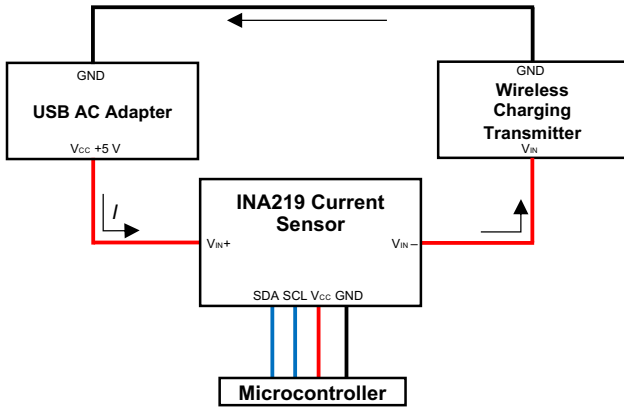 GND
USB AC Adapter
VCC +5 V
GND
Wireless
Charging
Transmitter
VIN
I
INA219 Current
Sensor
VIN+
VIN–
SDA SCL VCC GND
Microcontroller